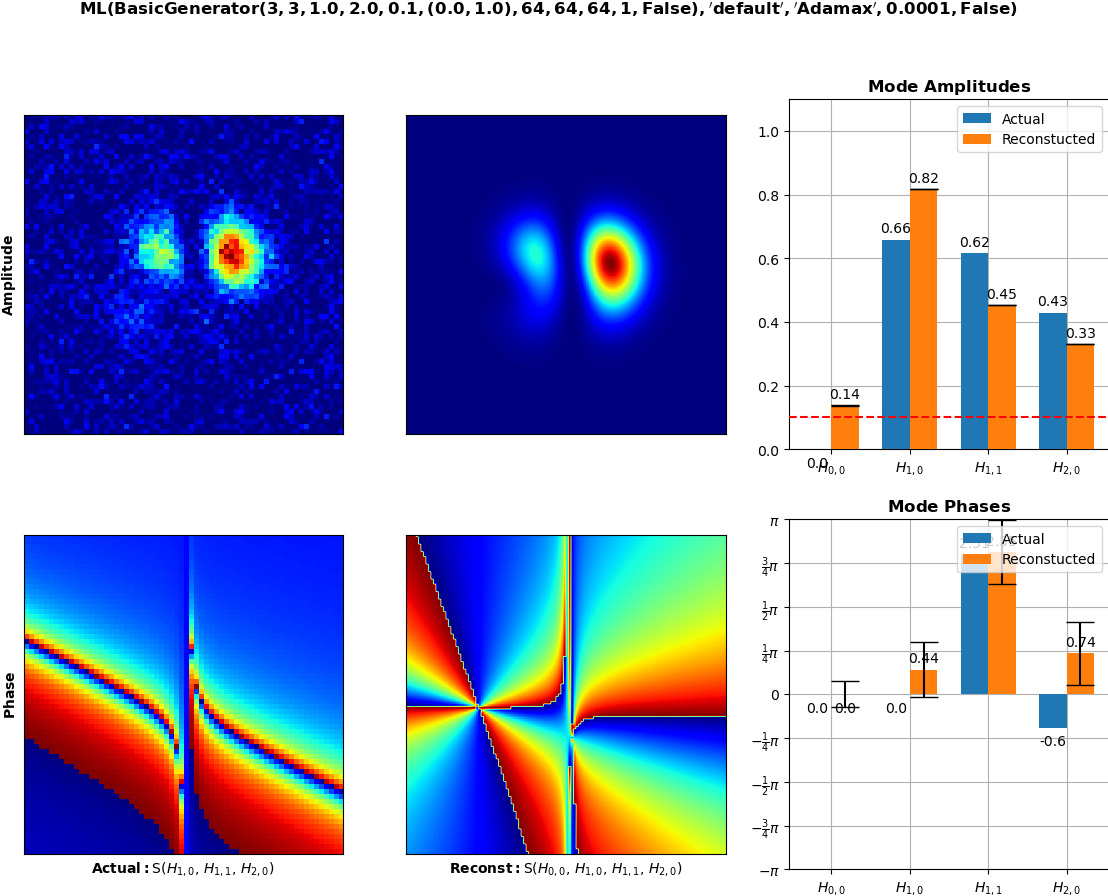 ML(BasicGenerator(3, 3, 1.0, 2.0, 0.1, (0.0, 1.0), 64, 64, 64, 1, False), 'default', 'Adamax', 0.0001, False)
Amplitude
Mode Amplitudes
Actual
Reconstucted
1.0
0.8
0.6
0.4
0.2
0.0
0.0
0.14
0.66
0.82
0.62
0.45
0.43
0.33
H0,0
H1,0
H1,1
H2,0
Phase
Actual: S(H1,0, H1,1, H2,0)
Reconst: S(H0,0, H1,0, H1,1, H2,0)
Mode Phases
Actual
Reconstucted
π
3/4π
1/2π
1/4π
0
−1/4π
−1/2π
−3/4π
−π
0.0
0.0
0.0
0.44
-0.6
0.74
H0,0
H1,0
H1,1
H2,0